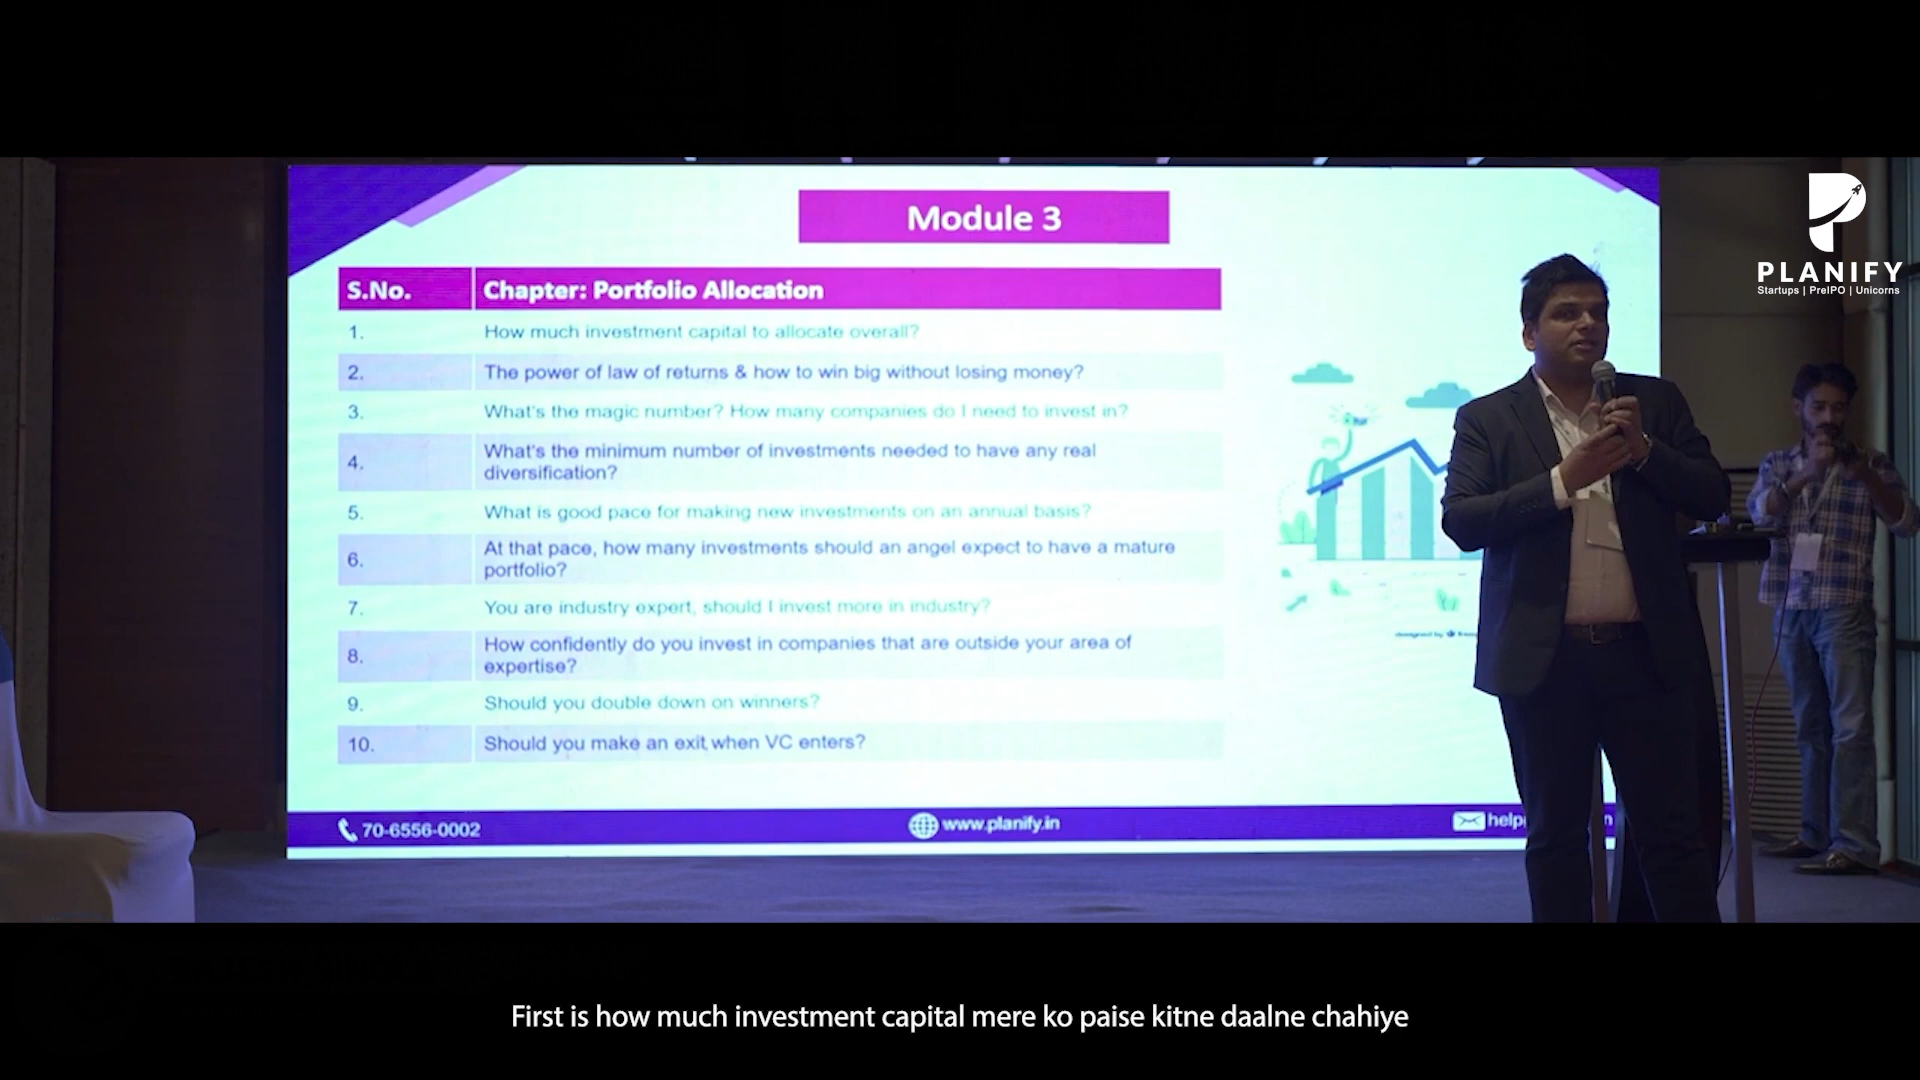 Module 3
S.No. Chapter: Portfolio Allocation
1. How much investment capital to allocate overall?
2. The power of law of returns & how to win big without losing money?
3. What's the magic number? How many companies do I need to invest in?
4. What's the minimum number of investments needed to have any real
diversification?
5. What is good pace for making new investments on an annual basis?
6. At that pace, how many investments should an angel expect to have a mature
portfolio?
7. You are industry expert, should I invest more in industry?
8. How confidently do you invest in companies that are outside your area of
expertise?
9. Should you double down on winners?
10. Should you make an exit when VC enters?
designed by
70-6556-0002
www.planify.in
PLANIFY
Startups | PreIPO | Unicorns
First is how much investment capital mere ko paise kitne daalne chahiye